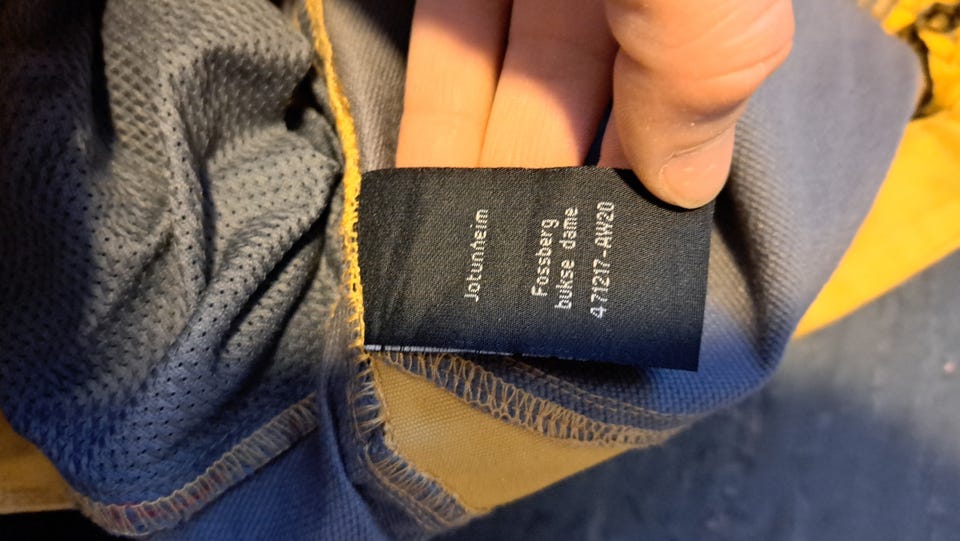 Jotunheim
Fossberg
bukse dame
471217-AW20